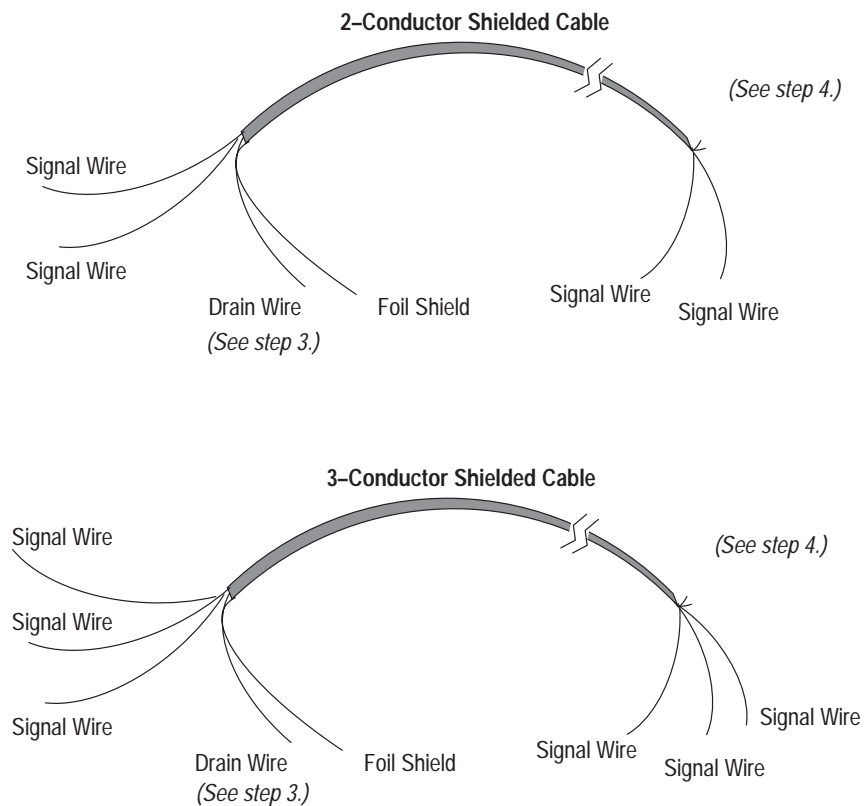 2–Conductor Shielded Cable
(See step 4.)
Signal Wire
Signal Wire
Drain Wire
(See step 3.)
Foil Shield
Signal Wire
Signal Wire
3–Conductor Shielded Cable
(See step 4.)
Signal Wire
Signal Wire
Signal Wire
Drain Wire
(See step 3.)
Foil Shield
Signal Wire
Signal Wire
Signal Wire